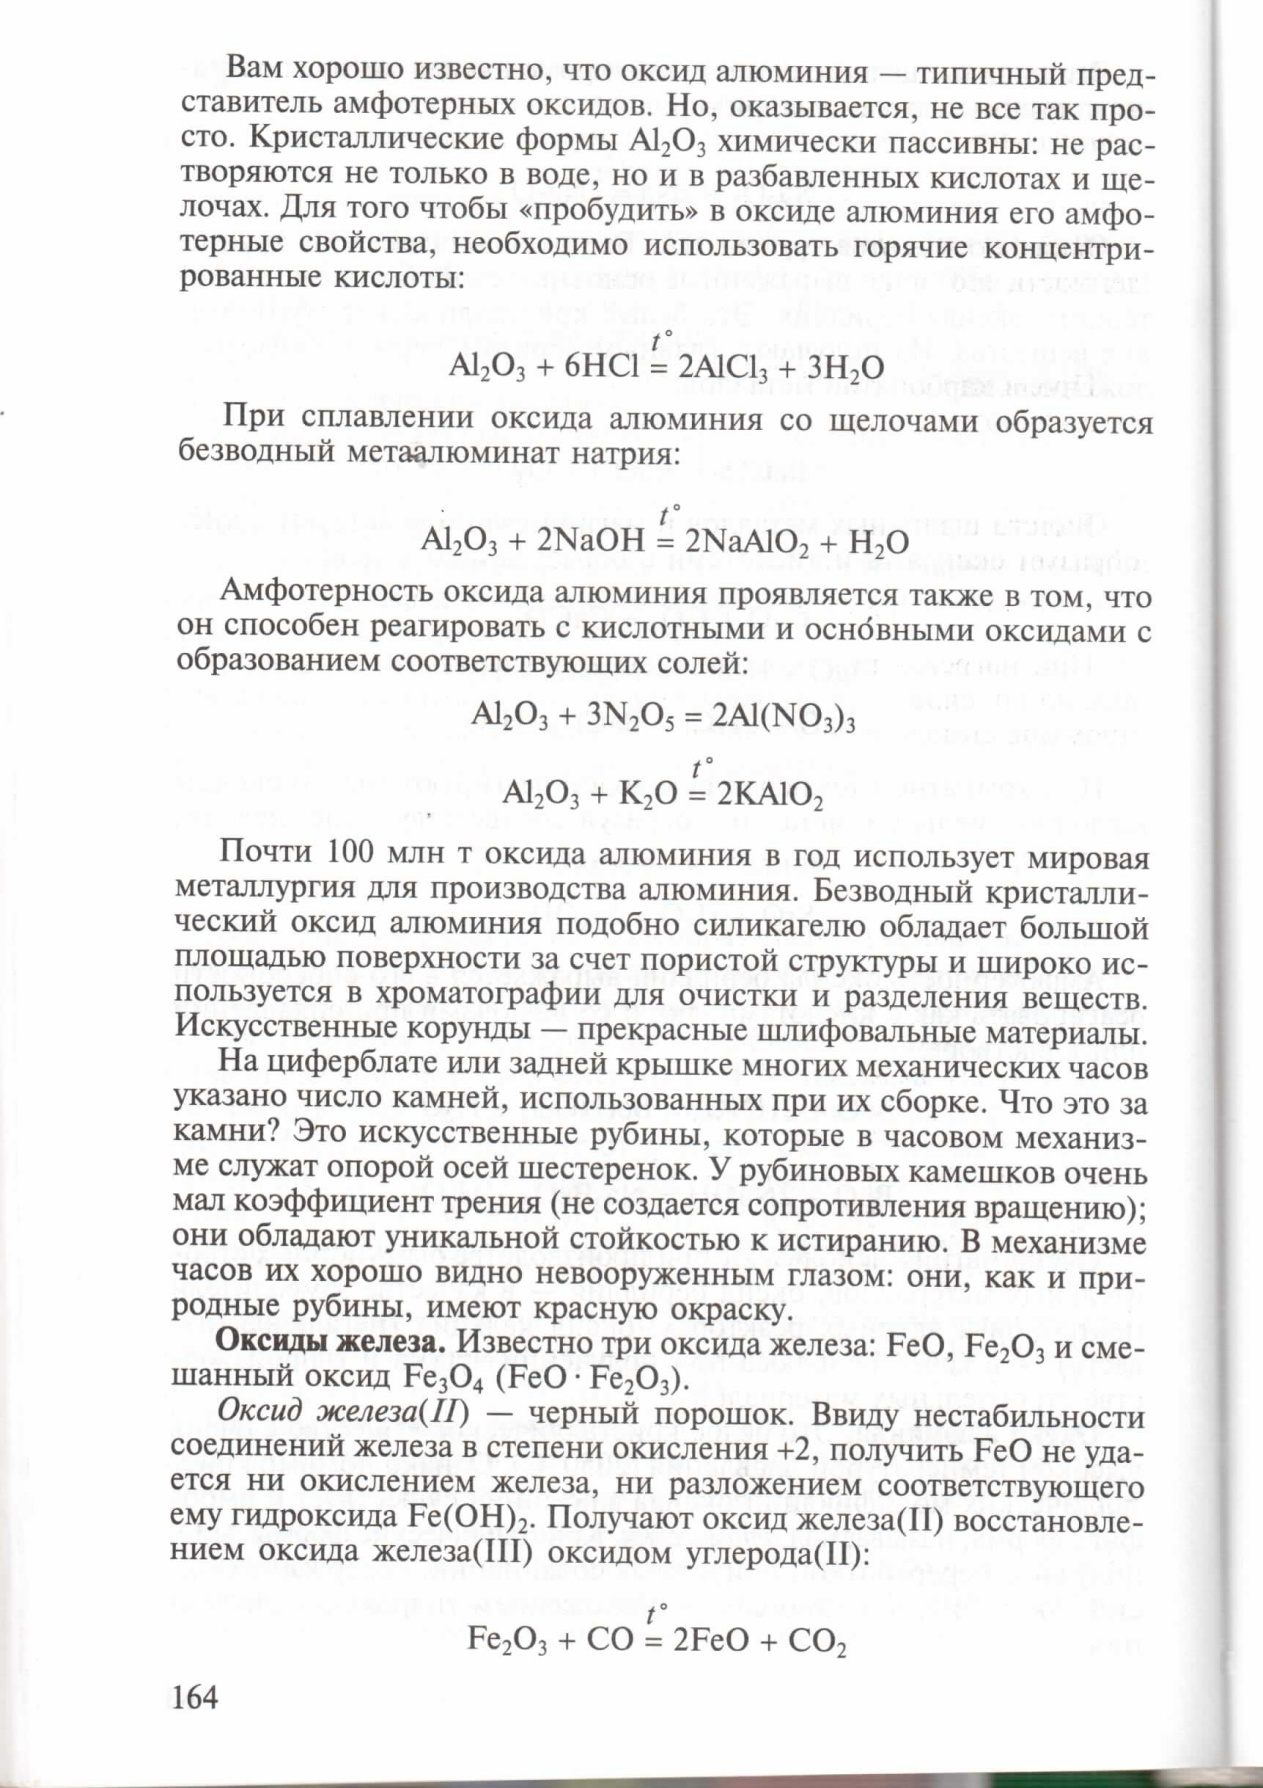 Вам хорошо известно, что оксид алюминия — типичный пред-
ставитель амфотерных оксидов. Но, оказывается, не все так про-
сто. Кристаллические формы Al₂O₃ химически пассивны: не рас-
творяются не только в воде, но и в разбавленных кислотах и ще-
лочах. Для того чтобы «пробудить» в оксиде алюминия его амфо-
терные свойства, необходимо использовать горячие концентри-
рованные кислоты:
t°
Al₂O₃ + 6HCl = 2AlCl₃ + 3H₂O
При сплавлении оксида алюминия со щелочами образуется
безводный метаалюминат натрия:
t°
Al₂O₃ + 2NaOH = 2NaAlO₂ + H₂O
Амфотерность оксида алюминия проявляется также в том, что
он способен реагировать с кислотными и осно́вными оксидами с
образованием соответствующих солей:
Al₂O₃ + 3N₂O₅ = 2Al(NO₃)₃
t°
Al₂O₃ + K₂O = 2KAlO₂
Почти 100 млн т оксида алюминия в год использует мировая
металлургия для производства алюминия. Безводный кристалли-
ческий оксид алюминия подобно силикагелю обладает большой
площадью поверхности за счет пористой структуры и широко ис-
пользуется в хроматографии для очистки и разделения веществ.
Искусственные корунды — прекрасные шлифовальные материалы.
На циферблате или задней крышке многих механических часов
указано число камней, использованных при их сборке. Что это за
камни? Это искусственные рубины, которые в часовом механиз-
ме служат опорой осей шестеренок. У рубиновых камешков очень
мал коэффициент трения (не создается сопротивления вращению);
они обладают уникальной стойкостью к истиранию. В механизме
часов их хорошо видно невооруженным глазом: они, как и при-
родные рубины, имеют красную окраску.
Оксиды железа. Известно три оксида железа: FeO, Fe₂O₃ и сме-
шанный оксид Fe₃O₄ (FeO · Fe₂O₃).
Оксид железа(II) — черный порошок. Ввиду нестабильности
соединений железа в степени окисления +2, получить FeO не уда-
ется ни окислением железа, ни разложением соответствующего
ему гидроксида Fe(OH)₂. Получают оксид железа(II) восстановле-
нием оксида железа(III) оксидом углерода(II):
t°
Fe₂O₃ + CO = 2FeO + CO₂
164